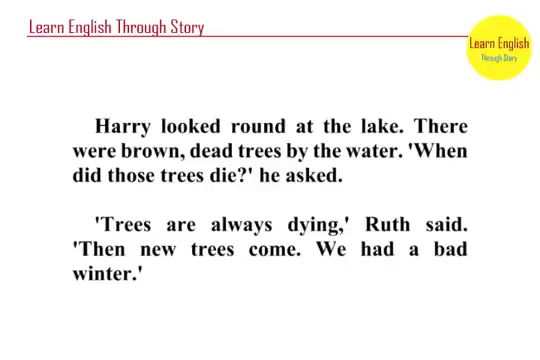 Learn English Through Story
Learn English
Through Story
Harry looked round at the lake. There
were brown, dead trees by the water. 'When
did those trees die?' he asked.
'Trees are always dying,' Ruth said.
'Then new trees come. We had a bad
winter.'